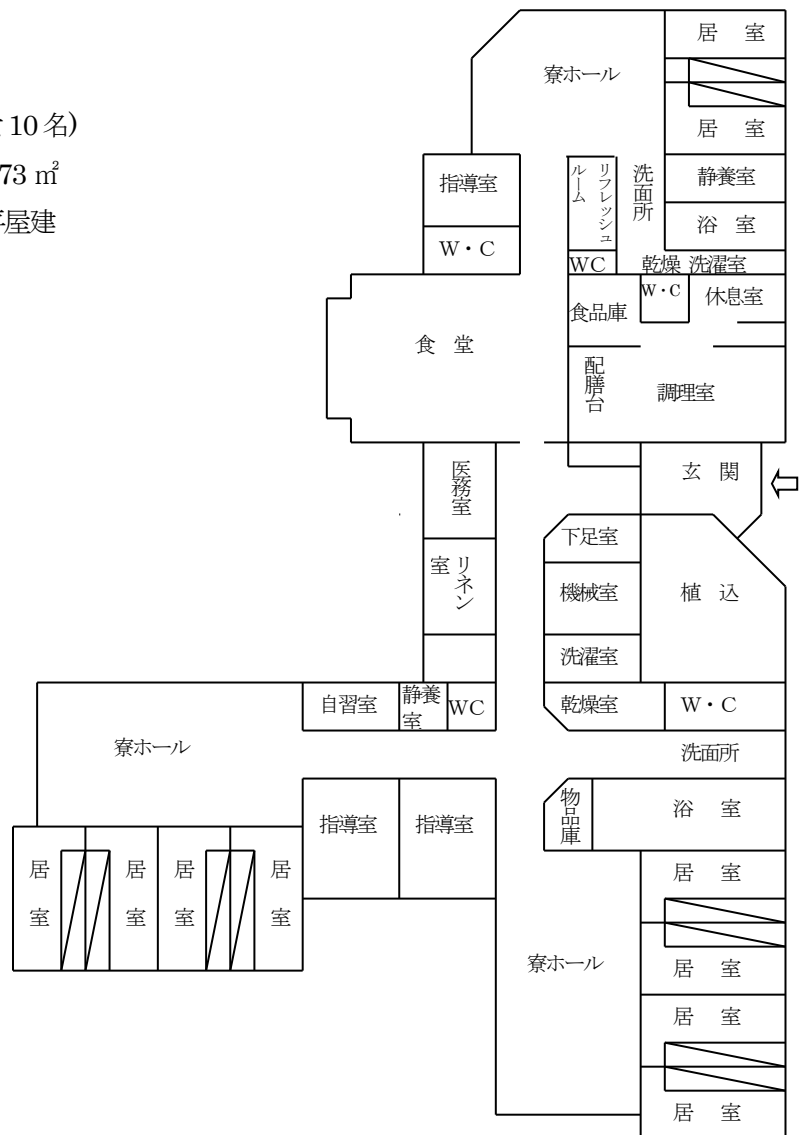 10名)
73 ㎡
屋建
居 室
寮ホール
居 室
指導室
リフレッシュ
ルーム
洗面所
静養室
W・C
浴 室
WC
乾燥 洗濯室
W・C
休息室
食品庫
食 堂
配膳台
調理室
医務室
玄 関
下足室
リネン
室
機械室
植 込
洗濯室
自習室
静養
室
WC
乾燥室
W・C
寮ホール
洗面所
指導室
指導室
物品庫
浴 室
居室
居室
居室
居室
居 室
寮ホール
居 室
居 室
居 室